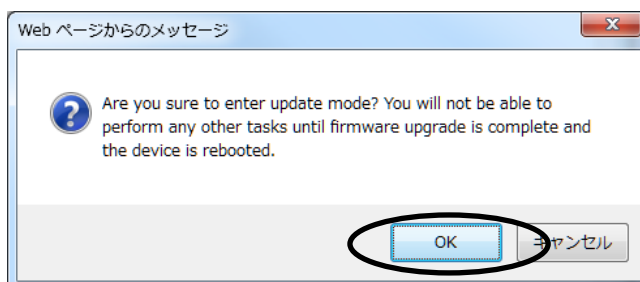 Web ページからのメッセージ
Are you sure to enter update mode? You will not be able to
perform any other tasks until firmware upgrade is complete and
the device is rebooted.
OK
キャンセル